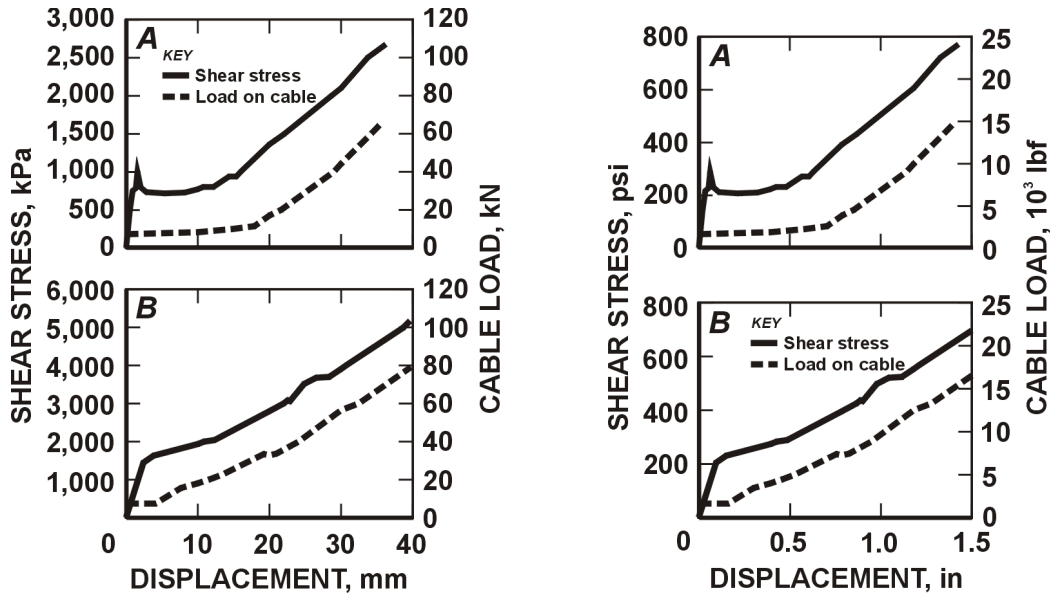 3,000
2,500
2,000
1,500
1,000
500
0
120
100
80
60
40
20
0
A
KEY
Shear stress
Load on cable
SHEAR STRESS, kPa
CABLE LOAD, kN
6,000
5,000
4,000
3,000
2,000
1,000
120
100
80
60
40
20
0
B
0 10 20 30 40
DISPLACEMENT, mm
800
600
400
200
0
25
20
15
10
5
0
A
SHEAR STRESS, psi
CABLE LOAD, 10³ lbf
800
600
400
200
25
20
15
10
5
0
B
KEY
Shear stress
Load on cable
0 0.5 1.0 1.5
DISPLACEMENT, in